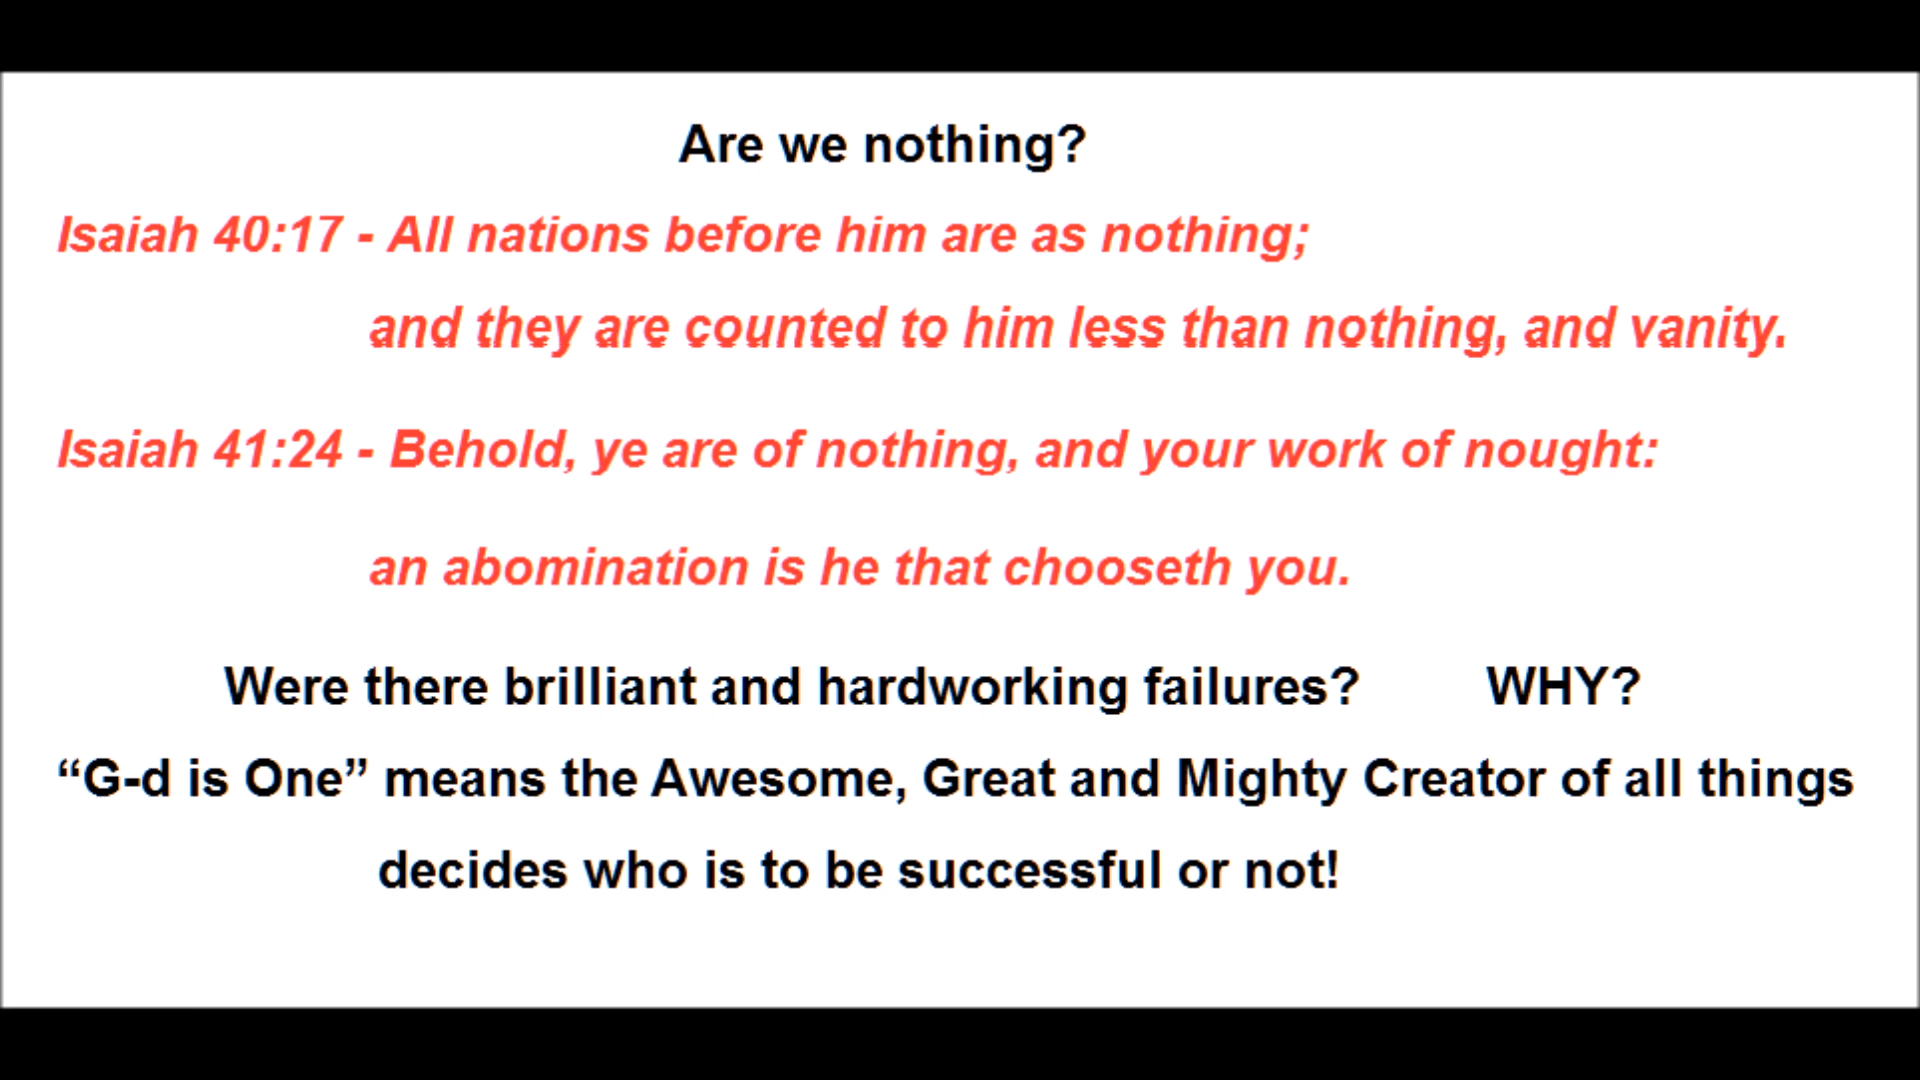 Are we nothing?
Isaiah 40:17 - All nations before him are as nothing;
and they are counted to him less than nothing, and vanity.
Isaiah 41:24 - Behold, ye are of nothing, and your work of nought:
an abomination is he that chooseth you.
Were there brilliant and hardworking failures? WHY?
“G-d is One” means the Awesome, Great and Mighty Creator of all things
decides who is to be successful or not!